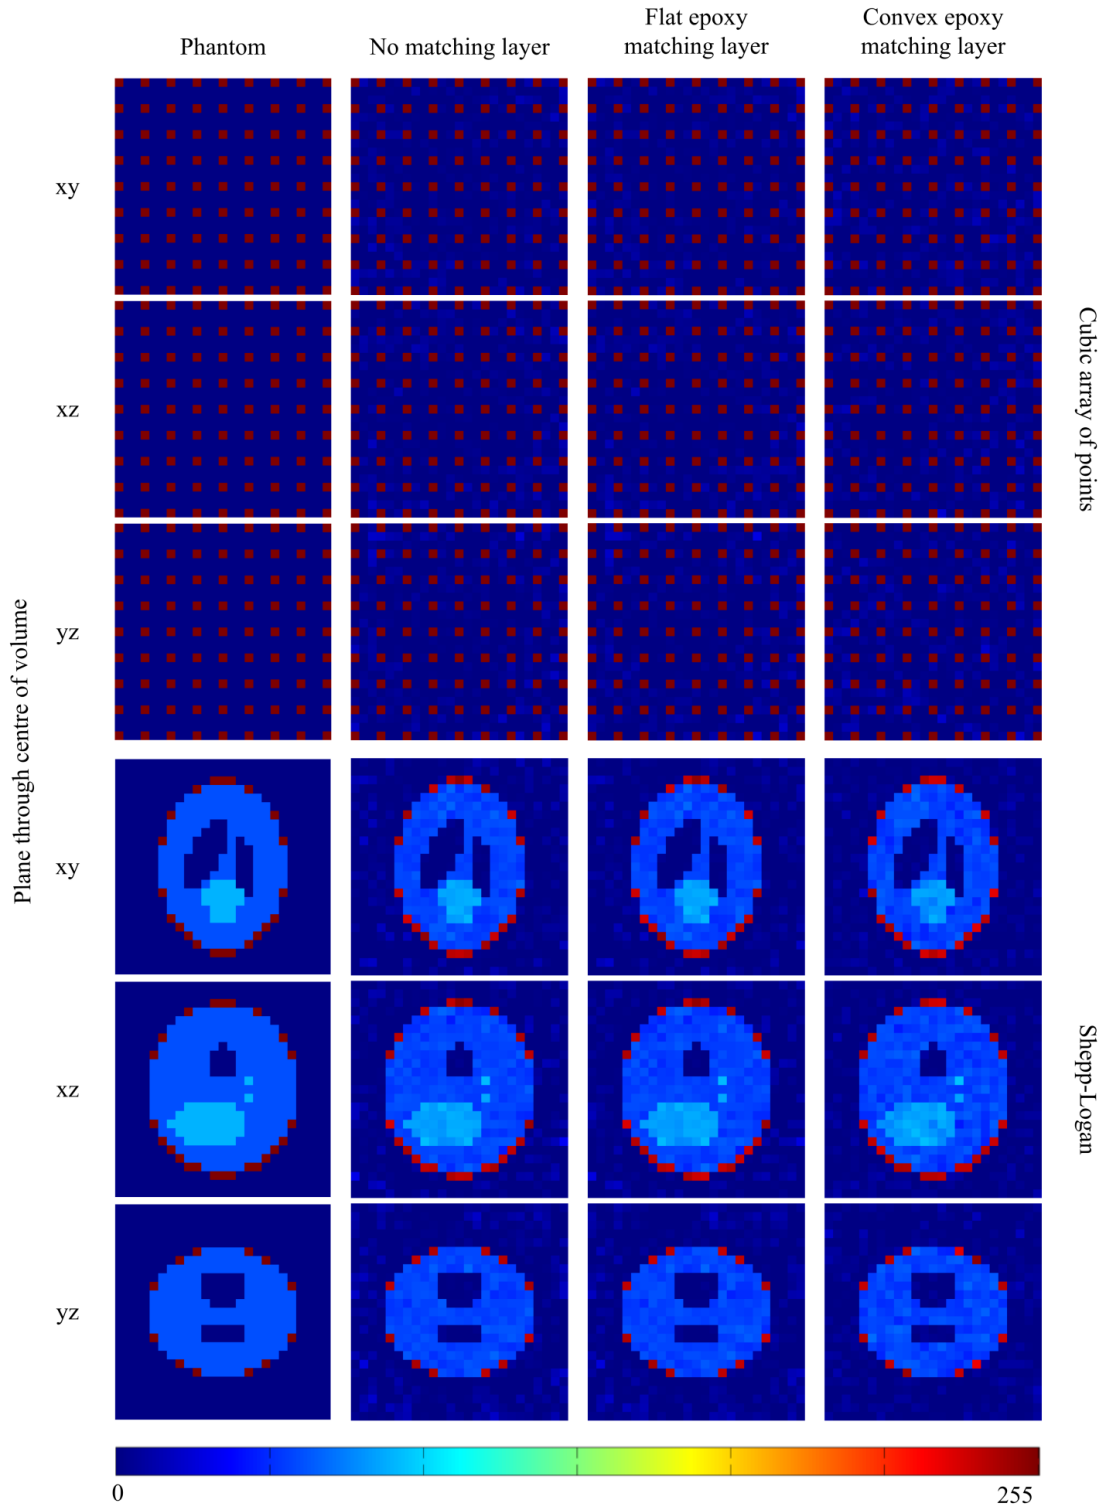 Phantom
No matching layer
Flat epoxy
matching layer
Convex epoxy
matching layer
xy
xz
yz
Cubic array of points
Plane through centre of volume
xy
xz
yz
Shepp-Logan
0
255